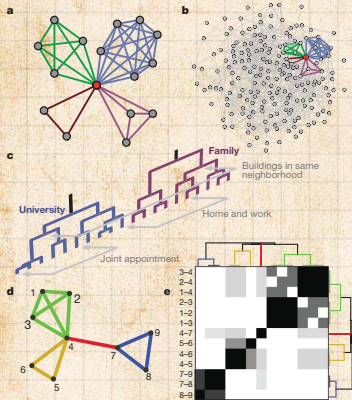 a
b
c
Family
Buildings in same
neighborhood
University
Home and work
Joint appointment
d
e
1
2
3
4
5
6
7
8
9
3–4
2–4
1–4
2–3
1–2
1–3
4–7
5–6
4–6
4–5
7–9
7–8
8–9